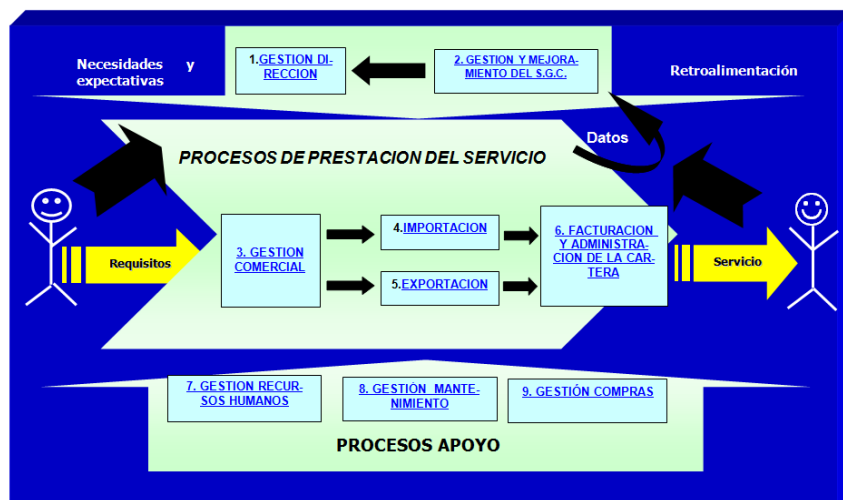 Necesidades y
expectativas
1.GESTION DI-
RECCION
2. GESTION Y MEJORA-
MIENTO DEL S.G.C.
Retroalimentación
Datos
PROCESOS DE PRESTACION DEL SERVICIO
Requisitos
3. GESTION
COMERCIAL
4.IMPORTACION
5.EXPORTACION
6. FACTURACION
Y ADMINISTRA-
CION DE LA CAR-
TERA
Servicio
7. GESTION RECUR-
SOS HUMANOS
8. GESTIÓN MANTE-
NIMIENTO
9. GESTIÓN COMPRAS
PROCESOS APOYO